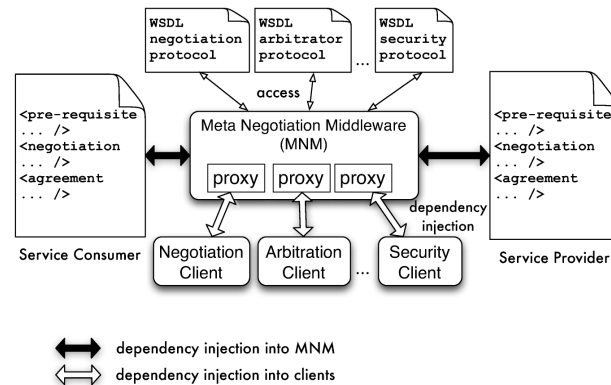 WSDL
negotiation
protocol
WSDL
arbitrator
protocol
...
WSDL
security
protocol
access
<pre-requisite
... />
<negotiation
... />
<agreement
... />
Service Consumer
Meta Negotiation Middleware
(MNM)
proxy
proxy
proxy
<pre-requisite
... />
<negotiation
... />
<agreement
... />
Service Provider
dependency
injection
Negotiation
Client
Arbitration
Client
...
Security
Client
dependency injection into MNM
dependency injection into clients